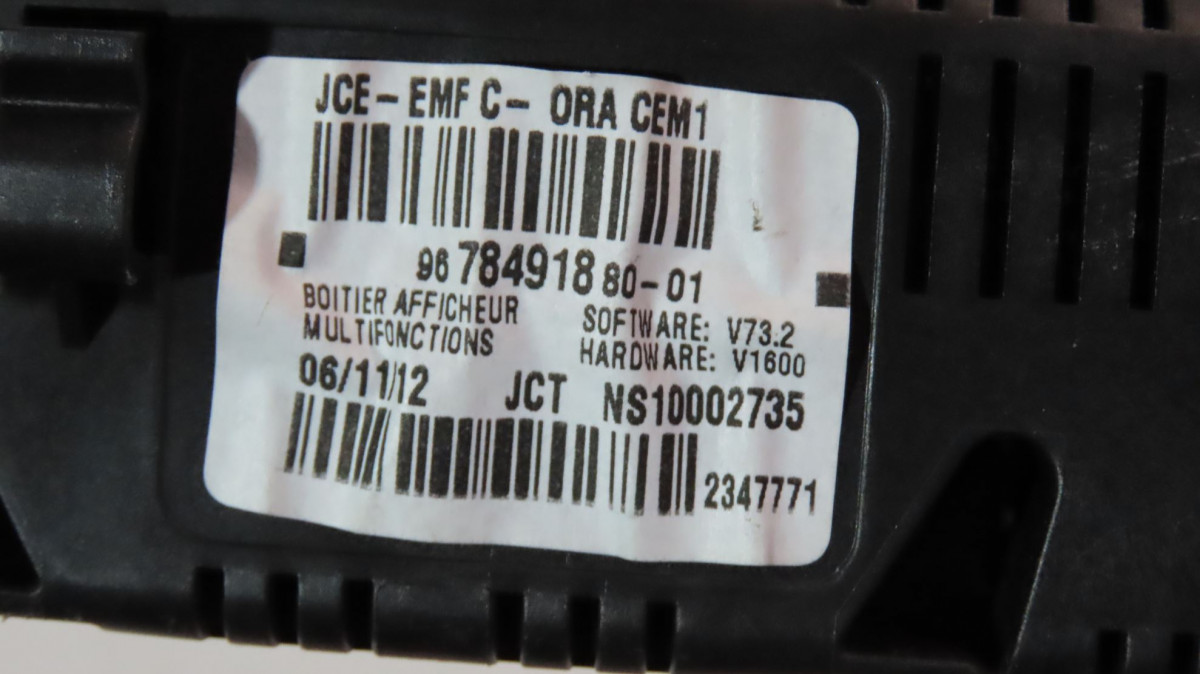 JCE-EMF C- ORA CEM1
96 784918 80-01
BOITIER AFFICHEUR
MULTIFONCTIONS
SOFTWARE: V73.2
HARDWARE: V1600
06/11/12 JCT NS10002735
2347771